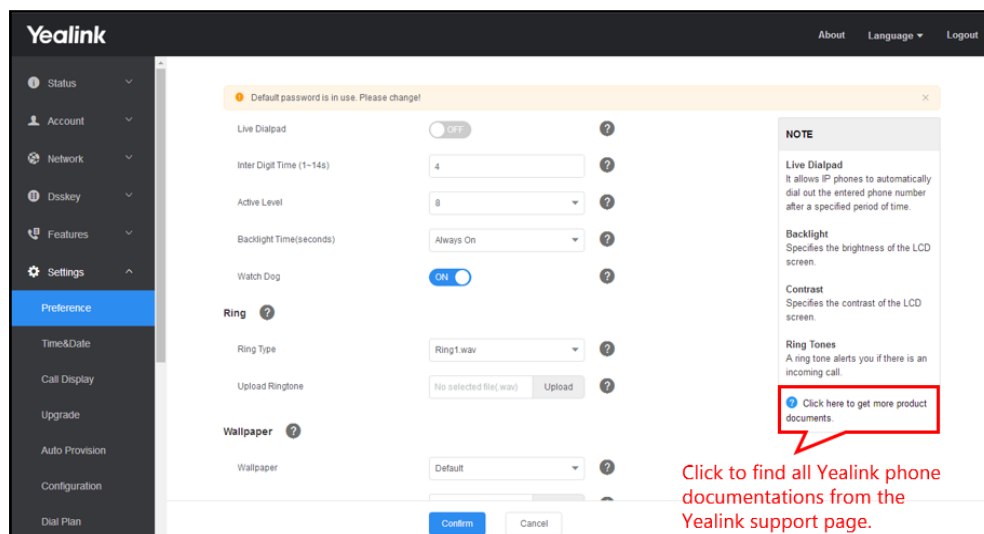 Yealink
About Language Logout
Status
Account
Network
Dsskey
Features
Settings
Preference
Time&Date
Call Display
Upgrade
Auto Provision
Configuration
Dial Plan
Default password is in use. Please change!
Live Dialpad OFF
Inter Digit Time (1~14s) 4
Active Level 8
Backlight Time(seconds) Always On
Watch Dog ON
Ring
Ring Type Ring1.wav
Upload Ringtone No selected file(.wav) Upload
Wallpaper
Wallpaper Default
Confirm Cancel
NOTE
Live Dialpad
It allows IP phones to automatically
dial out the entered phone number
after a specified period of time.
Backlight
Specifies the brightness of the LCD
screen.
Contrast
Specifies the contrast of the LCD
screen.
Ring Tones
A ring tone alerts you if there is an
incoming call.
Click here to get more product
documents.
Click to find all Yealink phone
documentations from the
Yealink support page.